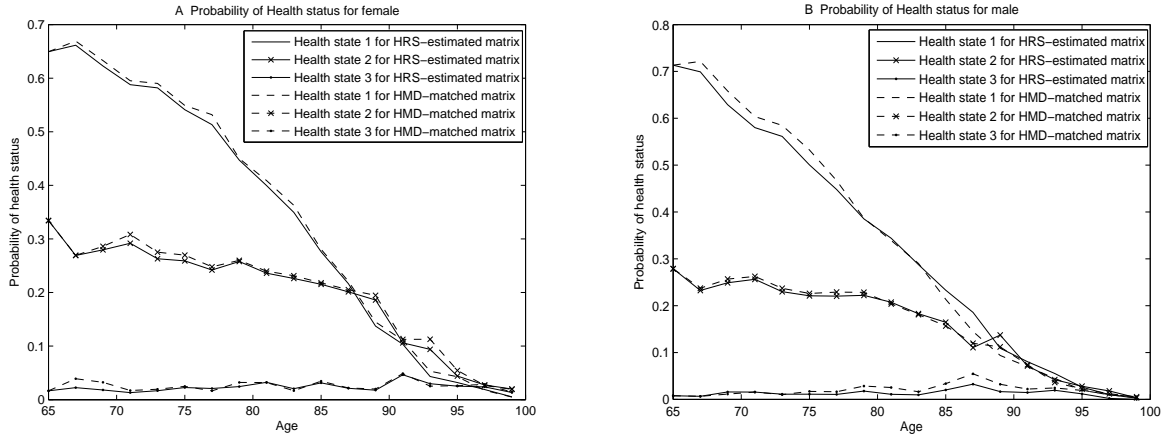 A  Probability of Health status for female
0.7
0.6
0.5
0.4
0.3
0.2
0.1
0
Probability of health status
65 70 75 80 85 90 95 100
Age
Health state 1 for HRS−estimated matrix
Health state 2 for HRS−estimated matrix
Health state 3 for HRS−estimated matrix
Health state 1 for HMD−matched matrix
Health state 2 for HMD−matched matrix
Health state 3 for HMD−matched matrix
B  Probability of Health status for male
0.8
0.7
0.6
0.5
0.4
0.3
0.2
0.1
0
Probability of health status
65 70 75 80 85 90 95 100
Age
Health state 1 for HRS−estimated matrix
Health state 2 for HRS−estimated matrix
Health state 3 for HRS−estimated matrix
Health state 1 for HMD−matched matrix
Health state 2 for HMD−matched matrix
Health state 3 for HMD−matched matrix